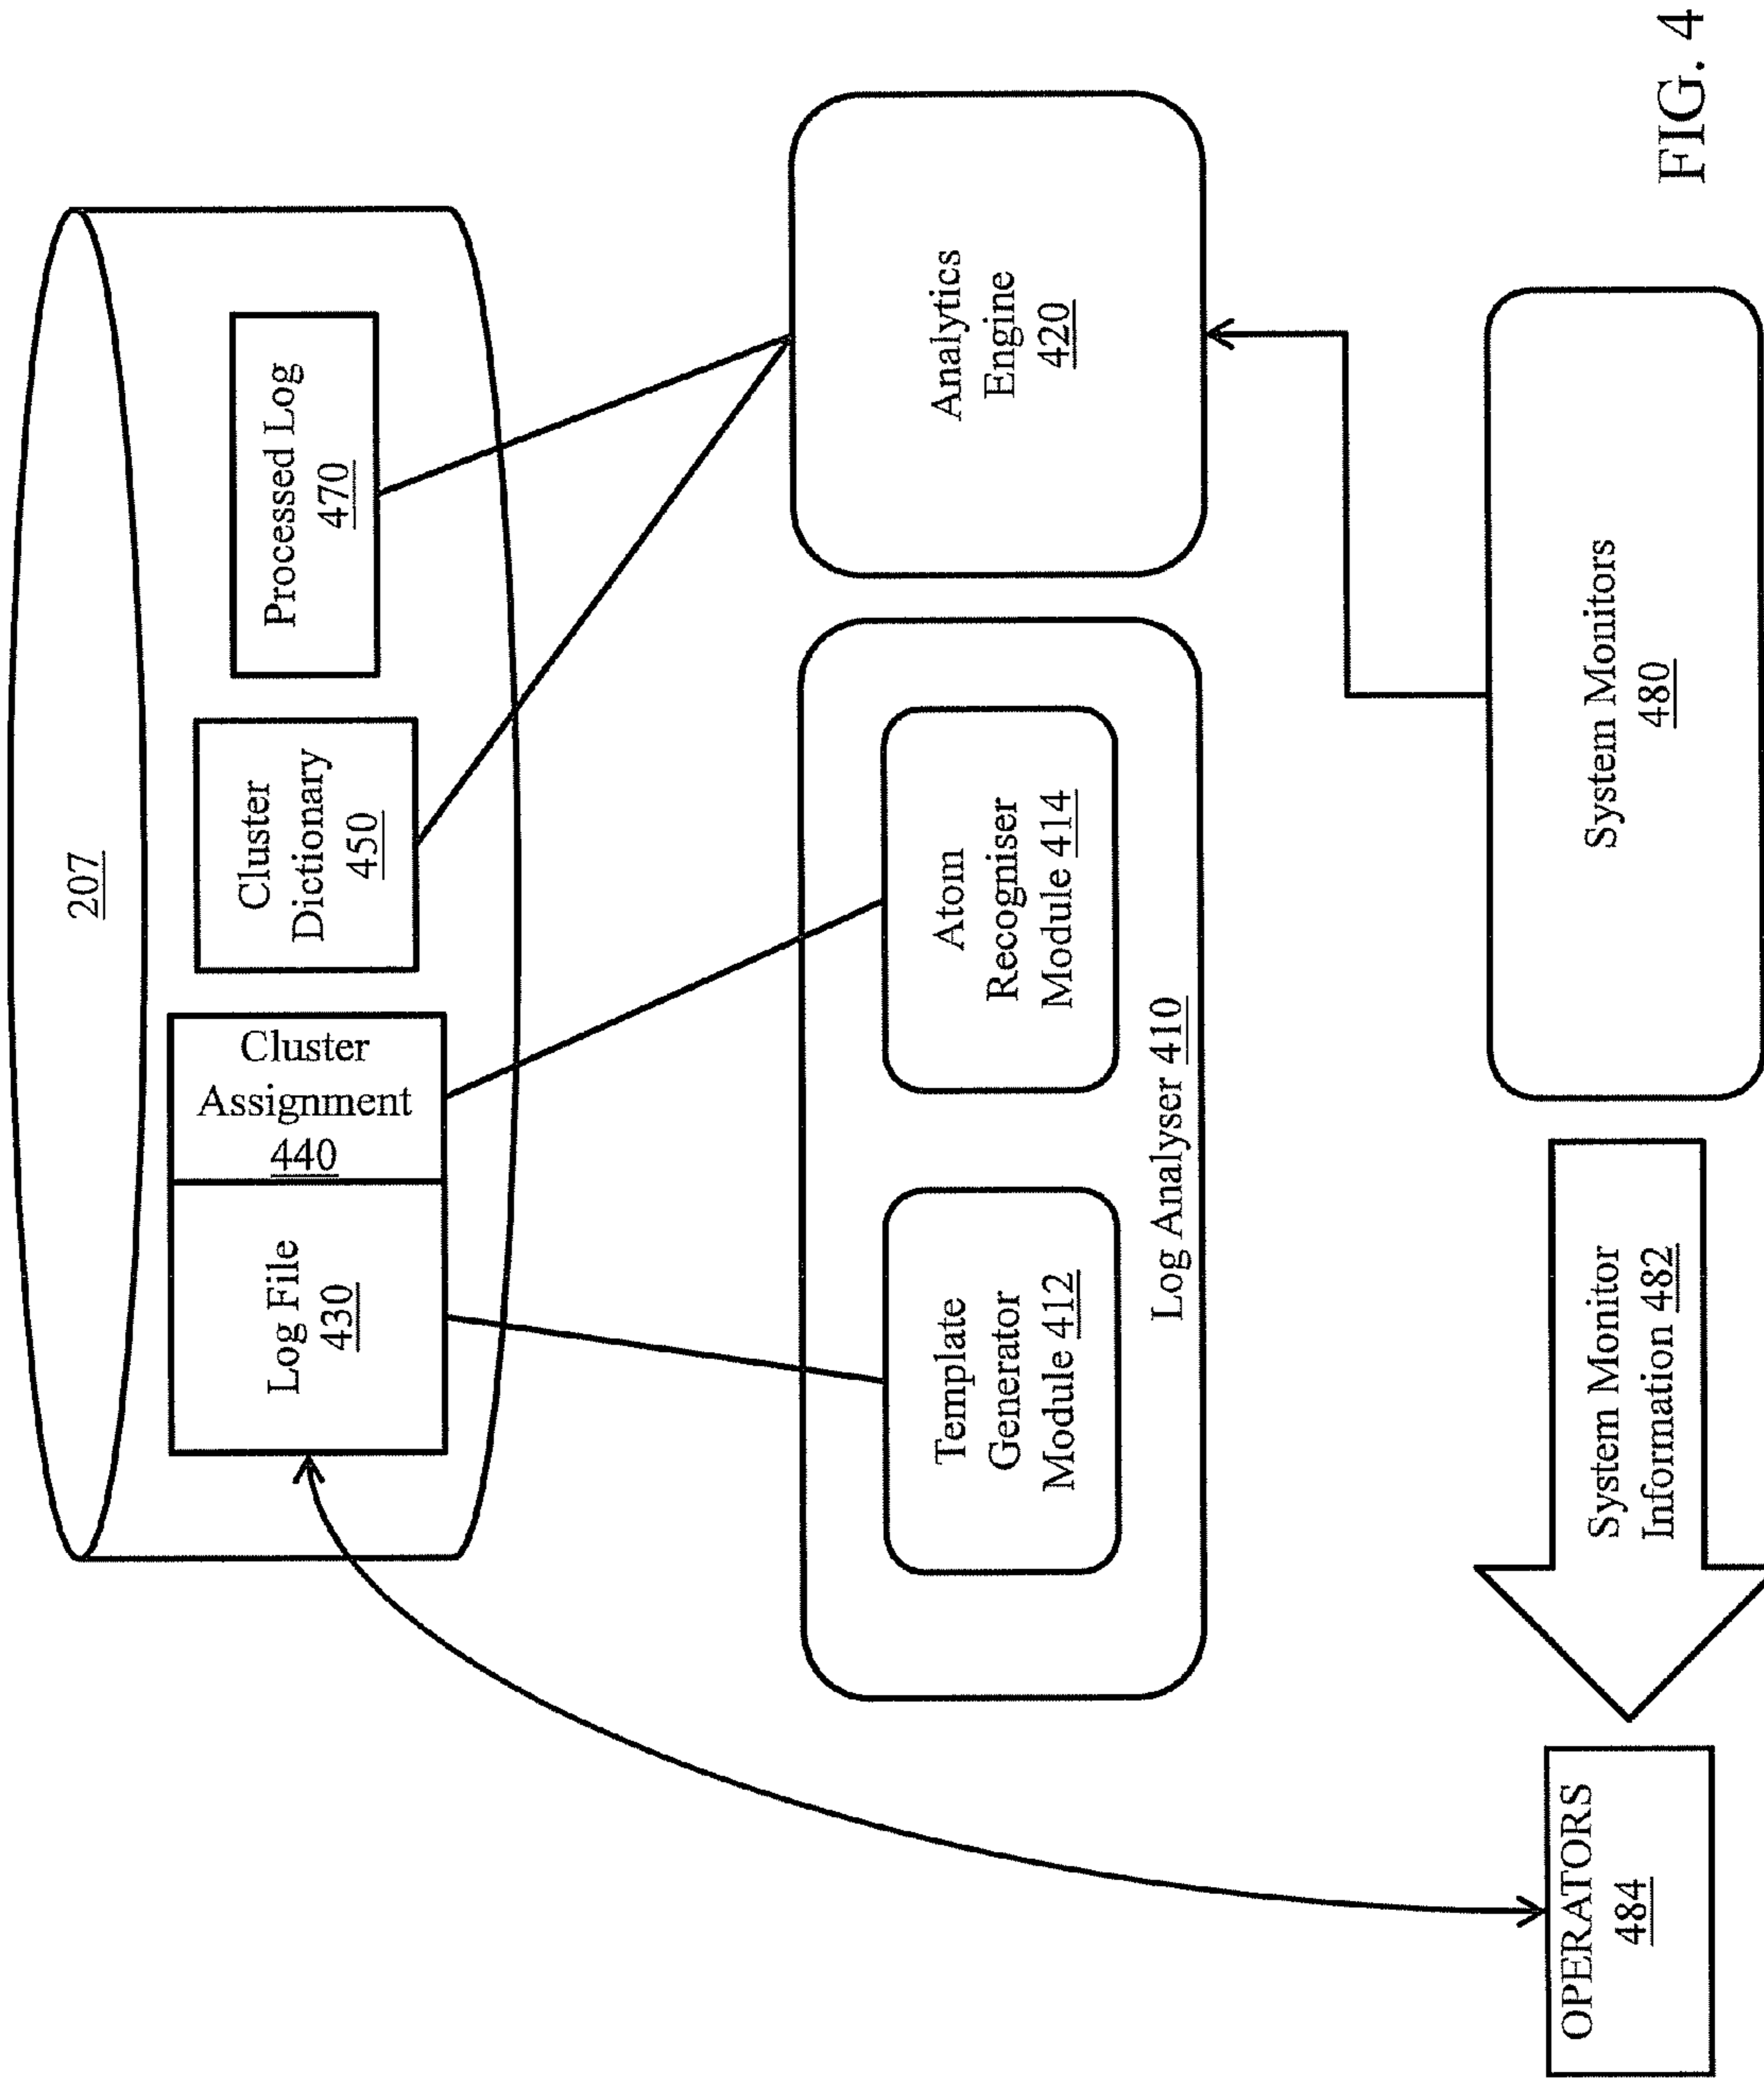 207
Log File
430
Cluster
Assignment
440
Cluster
Dictionary
450
Processed Log
470
Template
Generator
Module 412
Atom
Recogniser
Module 414
Log Analyser 410
Analytics
Engine
420
OPERATORS
484
System Monitor
Information 482
System Monitors
480
FIG. 4